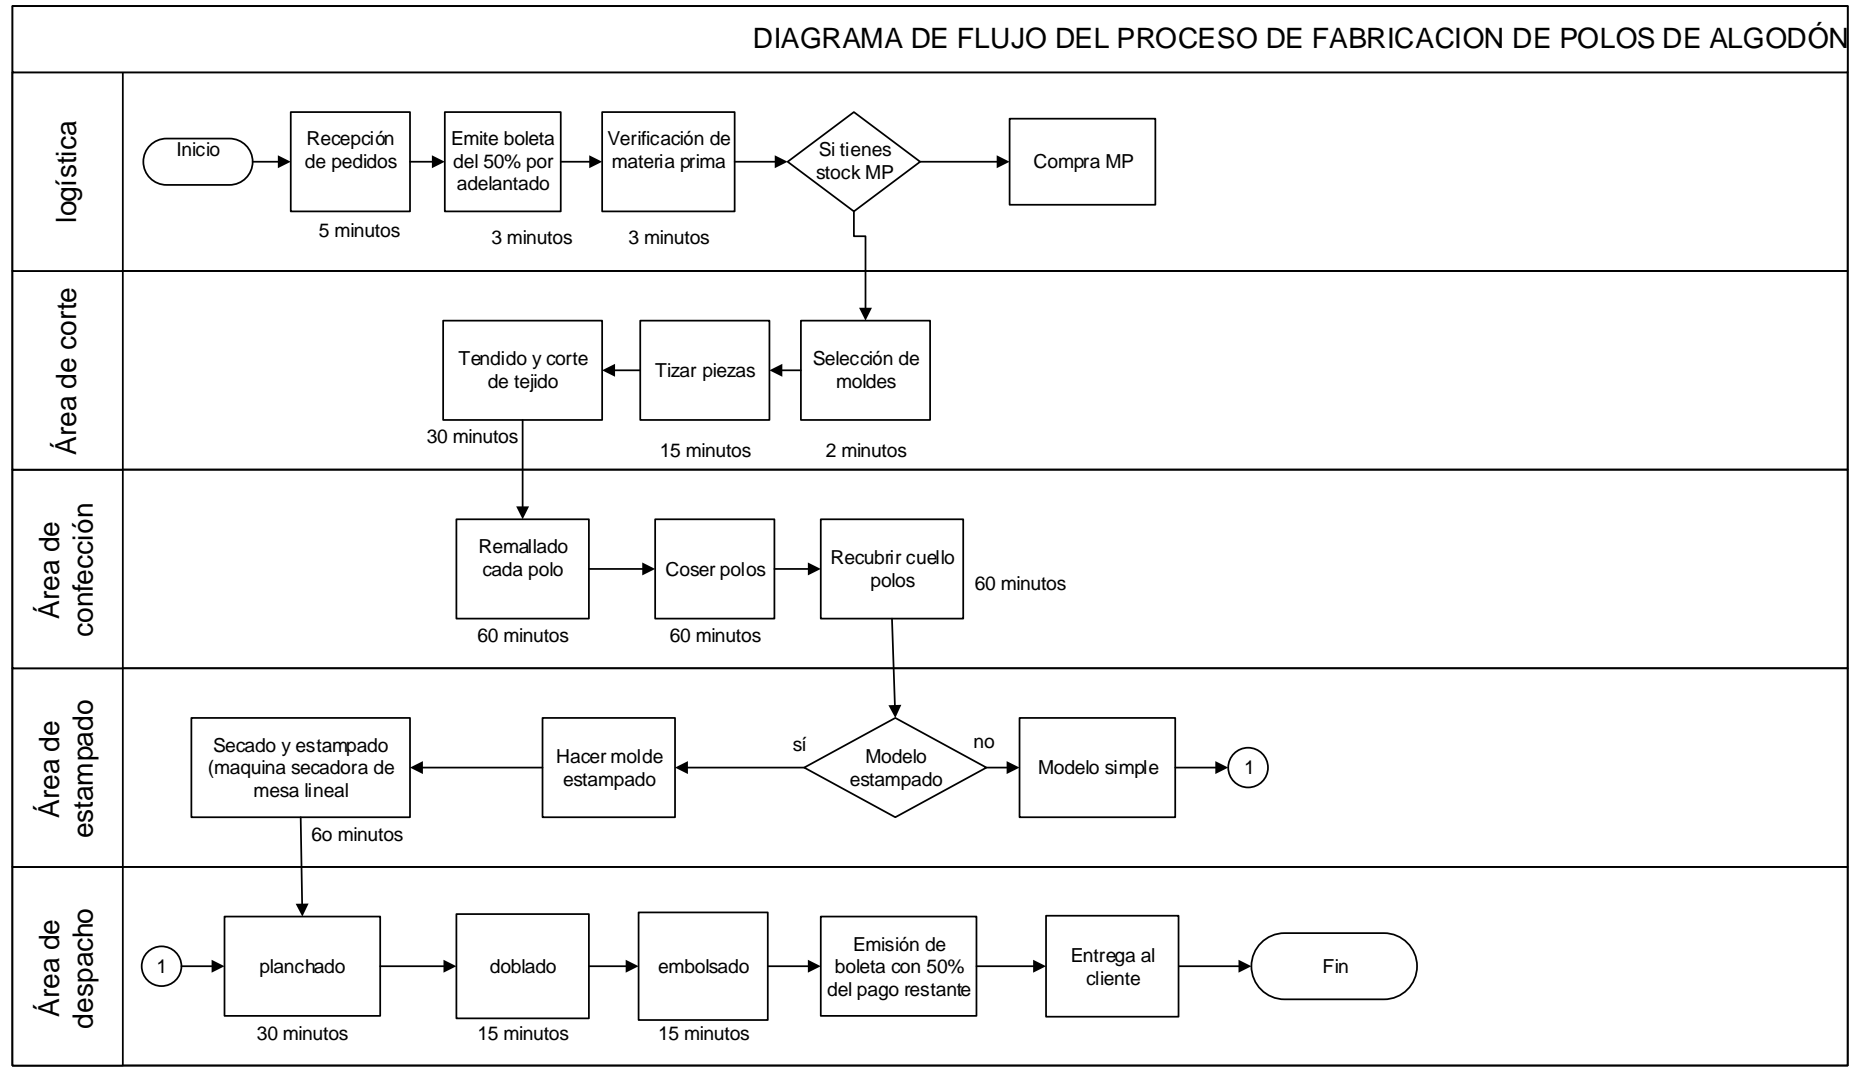 DIAGRAMA DE FLUJO DEL PROCESO DE FABRICACION DE POLOS DE ALGODÓN
logística
Inicio
Recepción
de pedidos
5 minutos
Emite boleta
del 50% por
adelantado
3 minutos
Verificación de
materia prima
3 minutos
Si tienes
stock MP
Compra MP
Área de corte
Tendido y corte
de tejido
30 minutos
Tizar piezas
15 minutos
Selección de
moldes
2 minutos
Área de
confección
Remallado
cada polo
60 minutos
Coser polos
60 minutos
Recubrir cuello
polos
60 minutos
Área de
estampado
Secado y estampado
(maquina secadora de
mesa lineal
6o minutos
Hacer molde
estampado
sí
Modelo
estampado
no
Modelo simple
1
Área de
despacho
1
planchado
30 minutos
doblado
15 minutos
embolsado
15 minutos
Emisión de
boleta con 50%
del pago restante
Entrega al
cliente
Fin